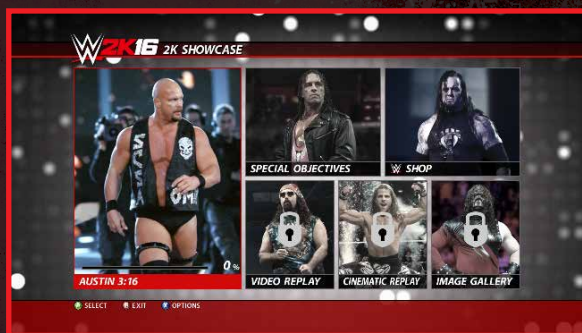 W 2K16 2K SHOWCASE
SPECIAL OBJECTIVES
W SHOP
0 %
AUSTIN 3:16
VIDEO REPLAY
CINEMATIC REPLAY
IMAGE GALLERY
SELECT EXIT OPTIONS